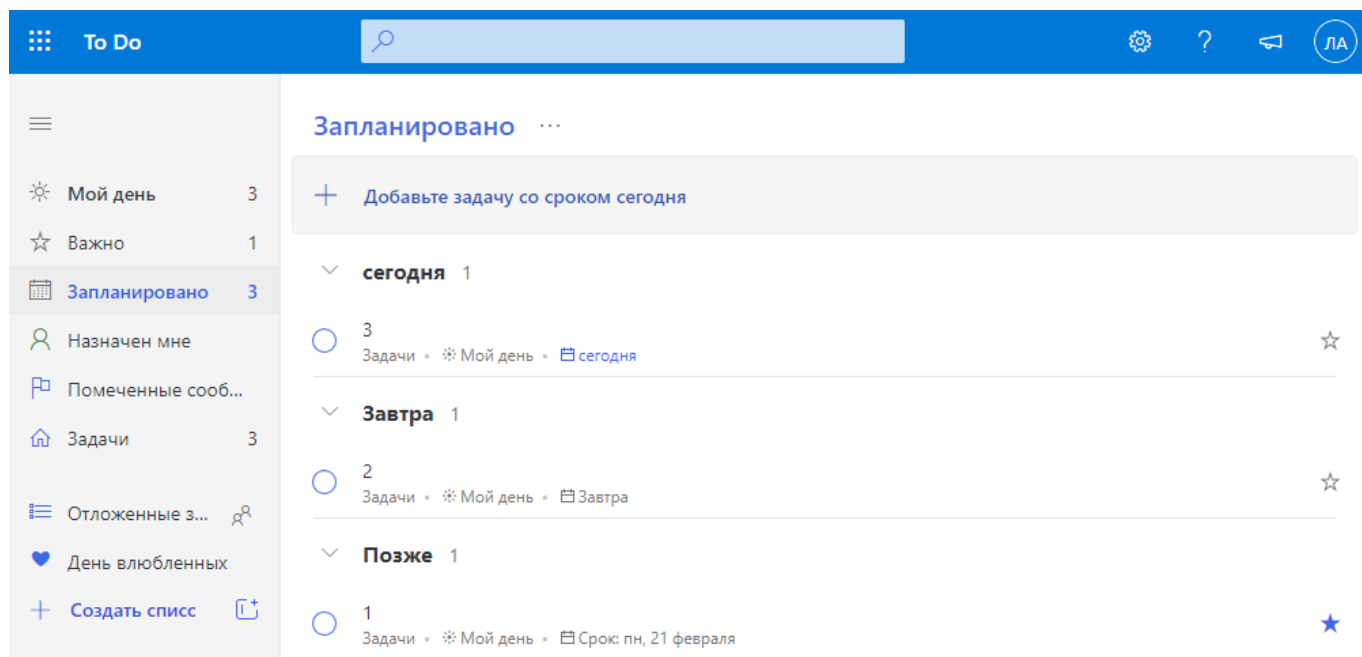 To Do
ЛА
Запланировано ...
Мой день 3
Добавьте задачу со сроком сегодня
Важно 1
Запланировано 3
сегодня 1
Назначен мне
3
Задачи • Мой день • сегодня
Помеченные сооб...
Завтра 1
Задачи 3
2
Задачи • Мой день • Завтра
Отложенные з...
День влюбленных
Позже 1
Создать списс
1
Задачи • Мой день • Срок: пн, 21 февраля